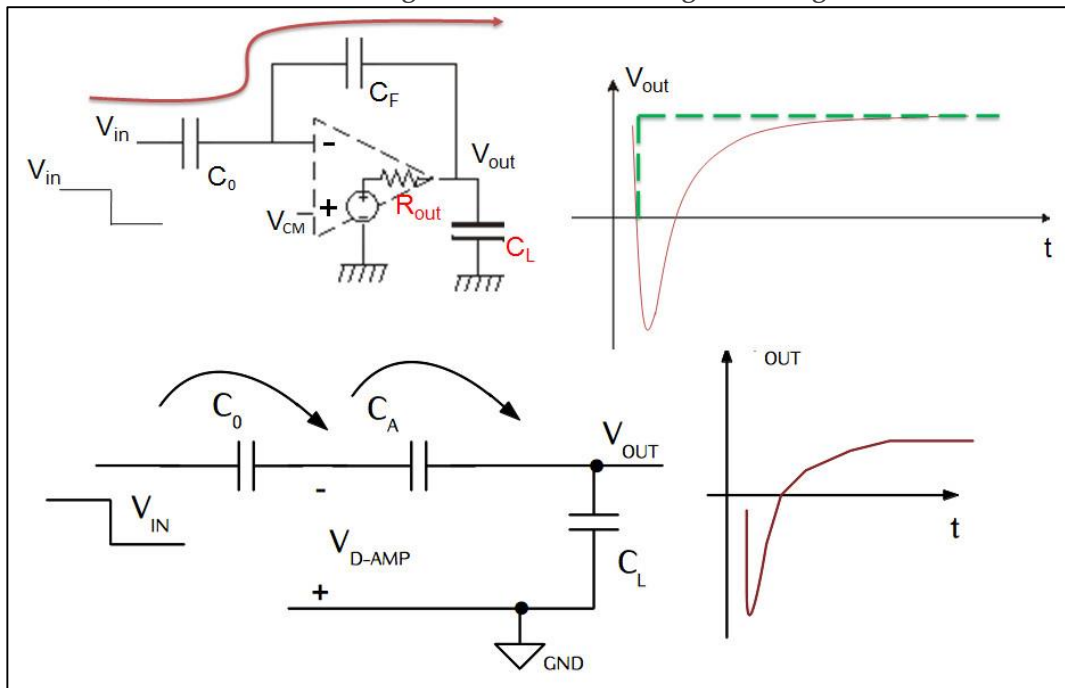 C_F
V_out
V_in
-
V_out
C_0
V_in
+
R_out
V_CM
C_L
t
OUT
C_0
C_A
V_OUT
-
V_IN
t
V_D-AMP
C_L
+
GND